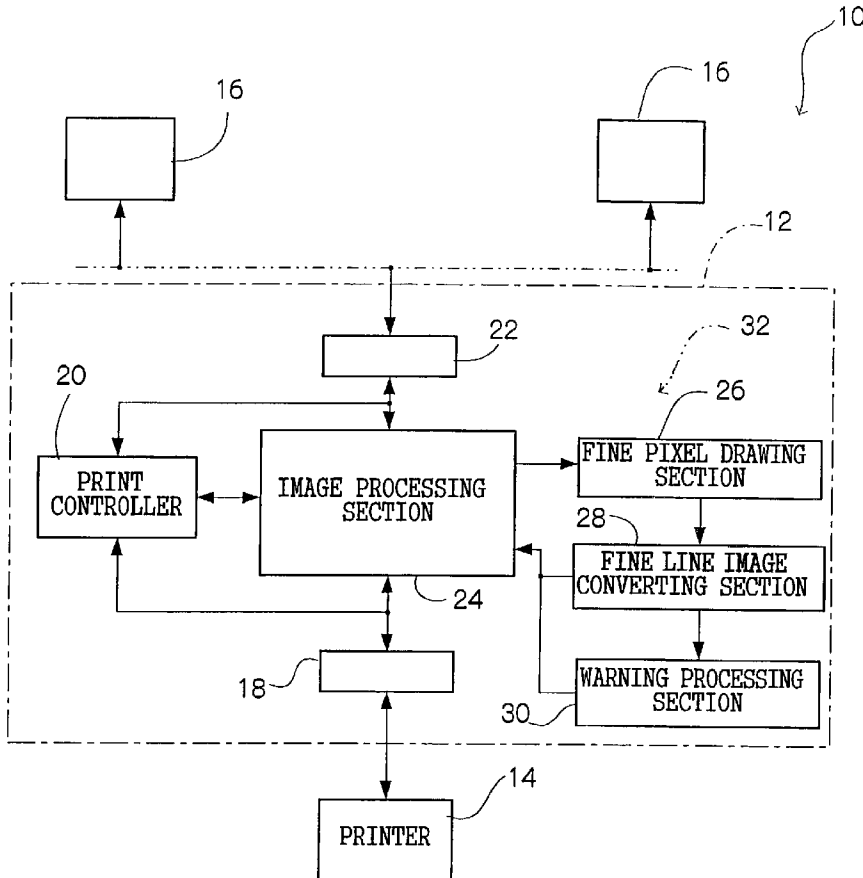 10
16
16
12
22
32
20
26
PRINT
CONTROLLER
IMAGE PROCESSING
SECTION
FINE PIXEL DRAWING
SECTION
28
FINE LINE IMAGE
CONVERTING SECTION
24
18
WARNING PROCESSING
SECTION
30
14
PRINTER